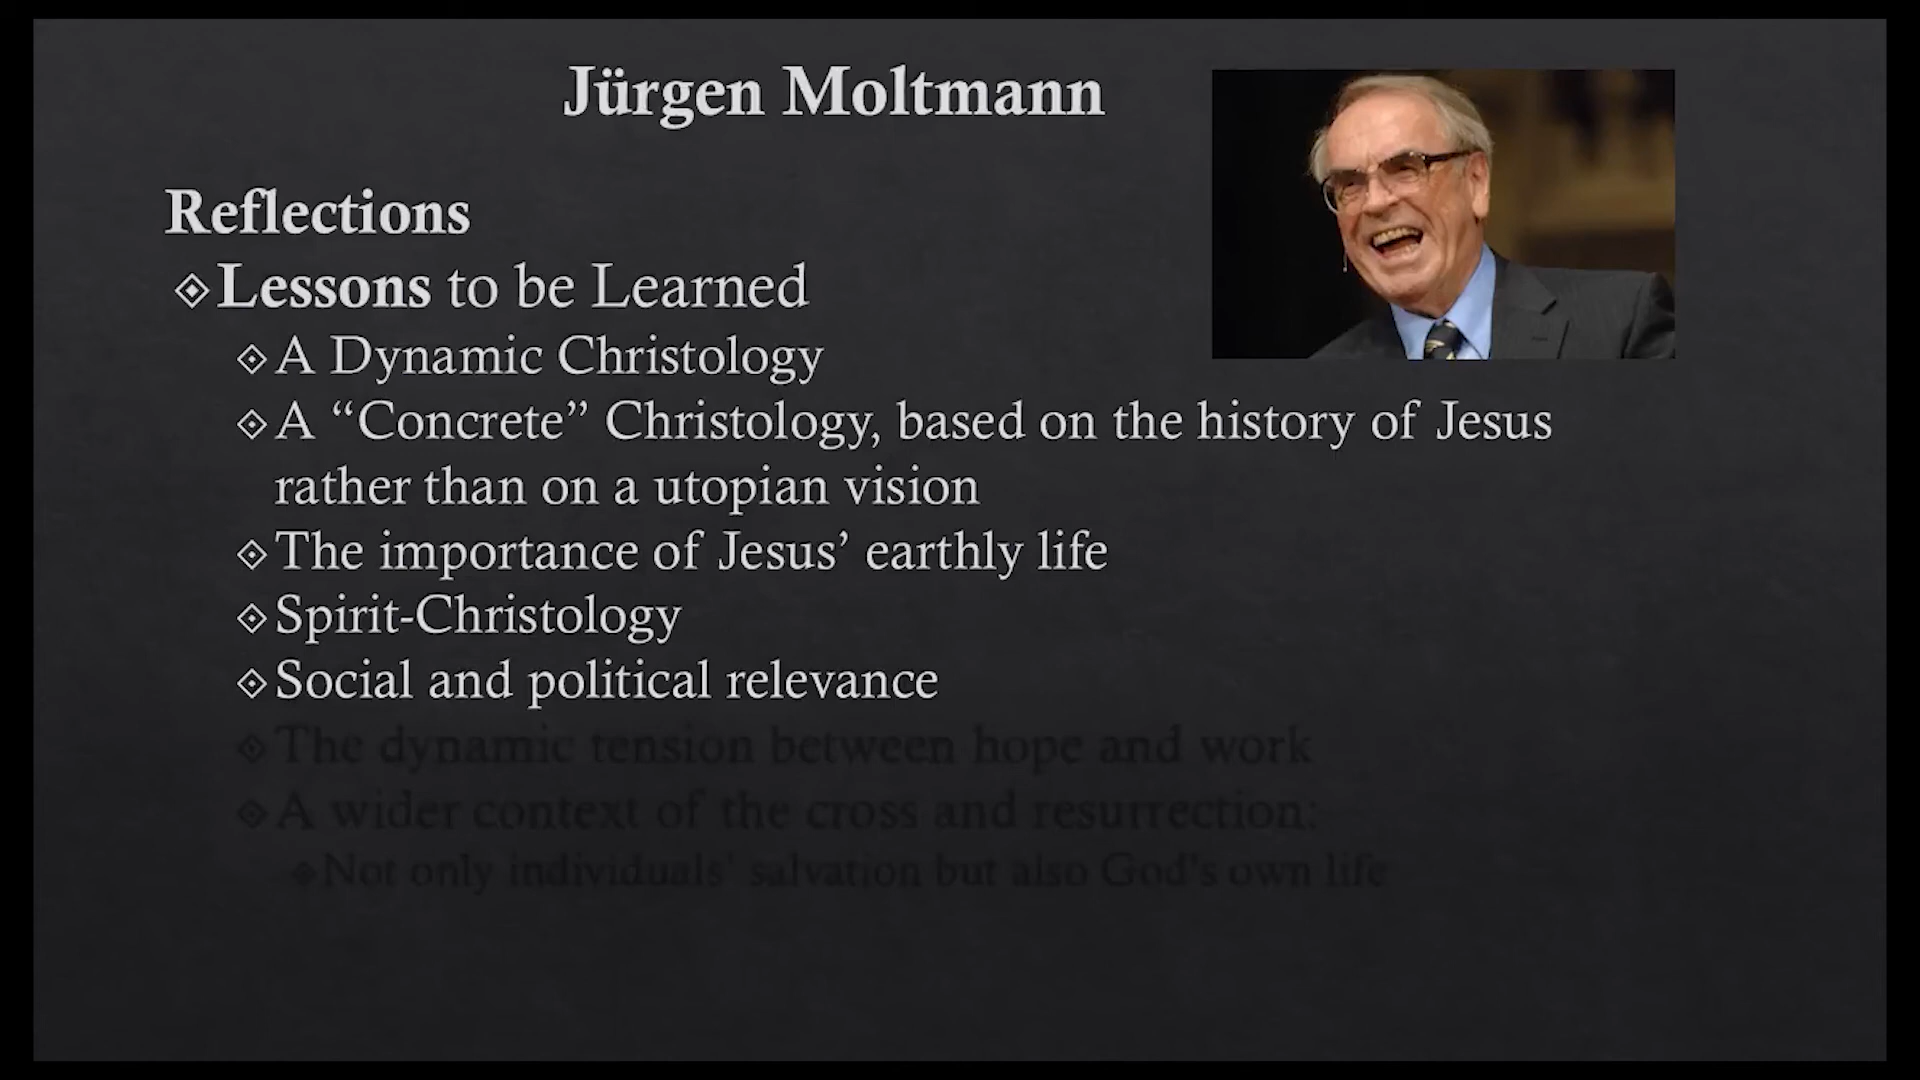 Jürgen Moltmann
Reflections
Lessons to be Learned
A Dynamic Christology
A “Concrete” Christology, based on the history of Jesus
rather than on a utopian vision
The importance of Jesus’ earthly life
Spirit-Christology
Social and political relevance
The dynamic tension between hope and work
A wider context of the cross and resurrection:
Not only individuals' salvation but also God's own life